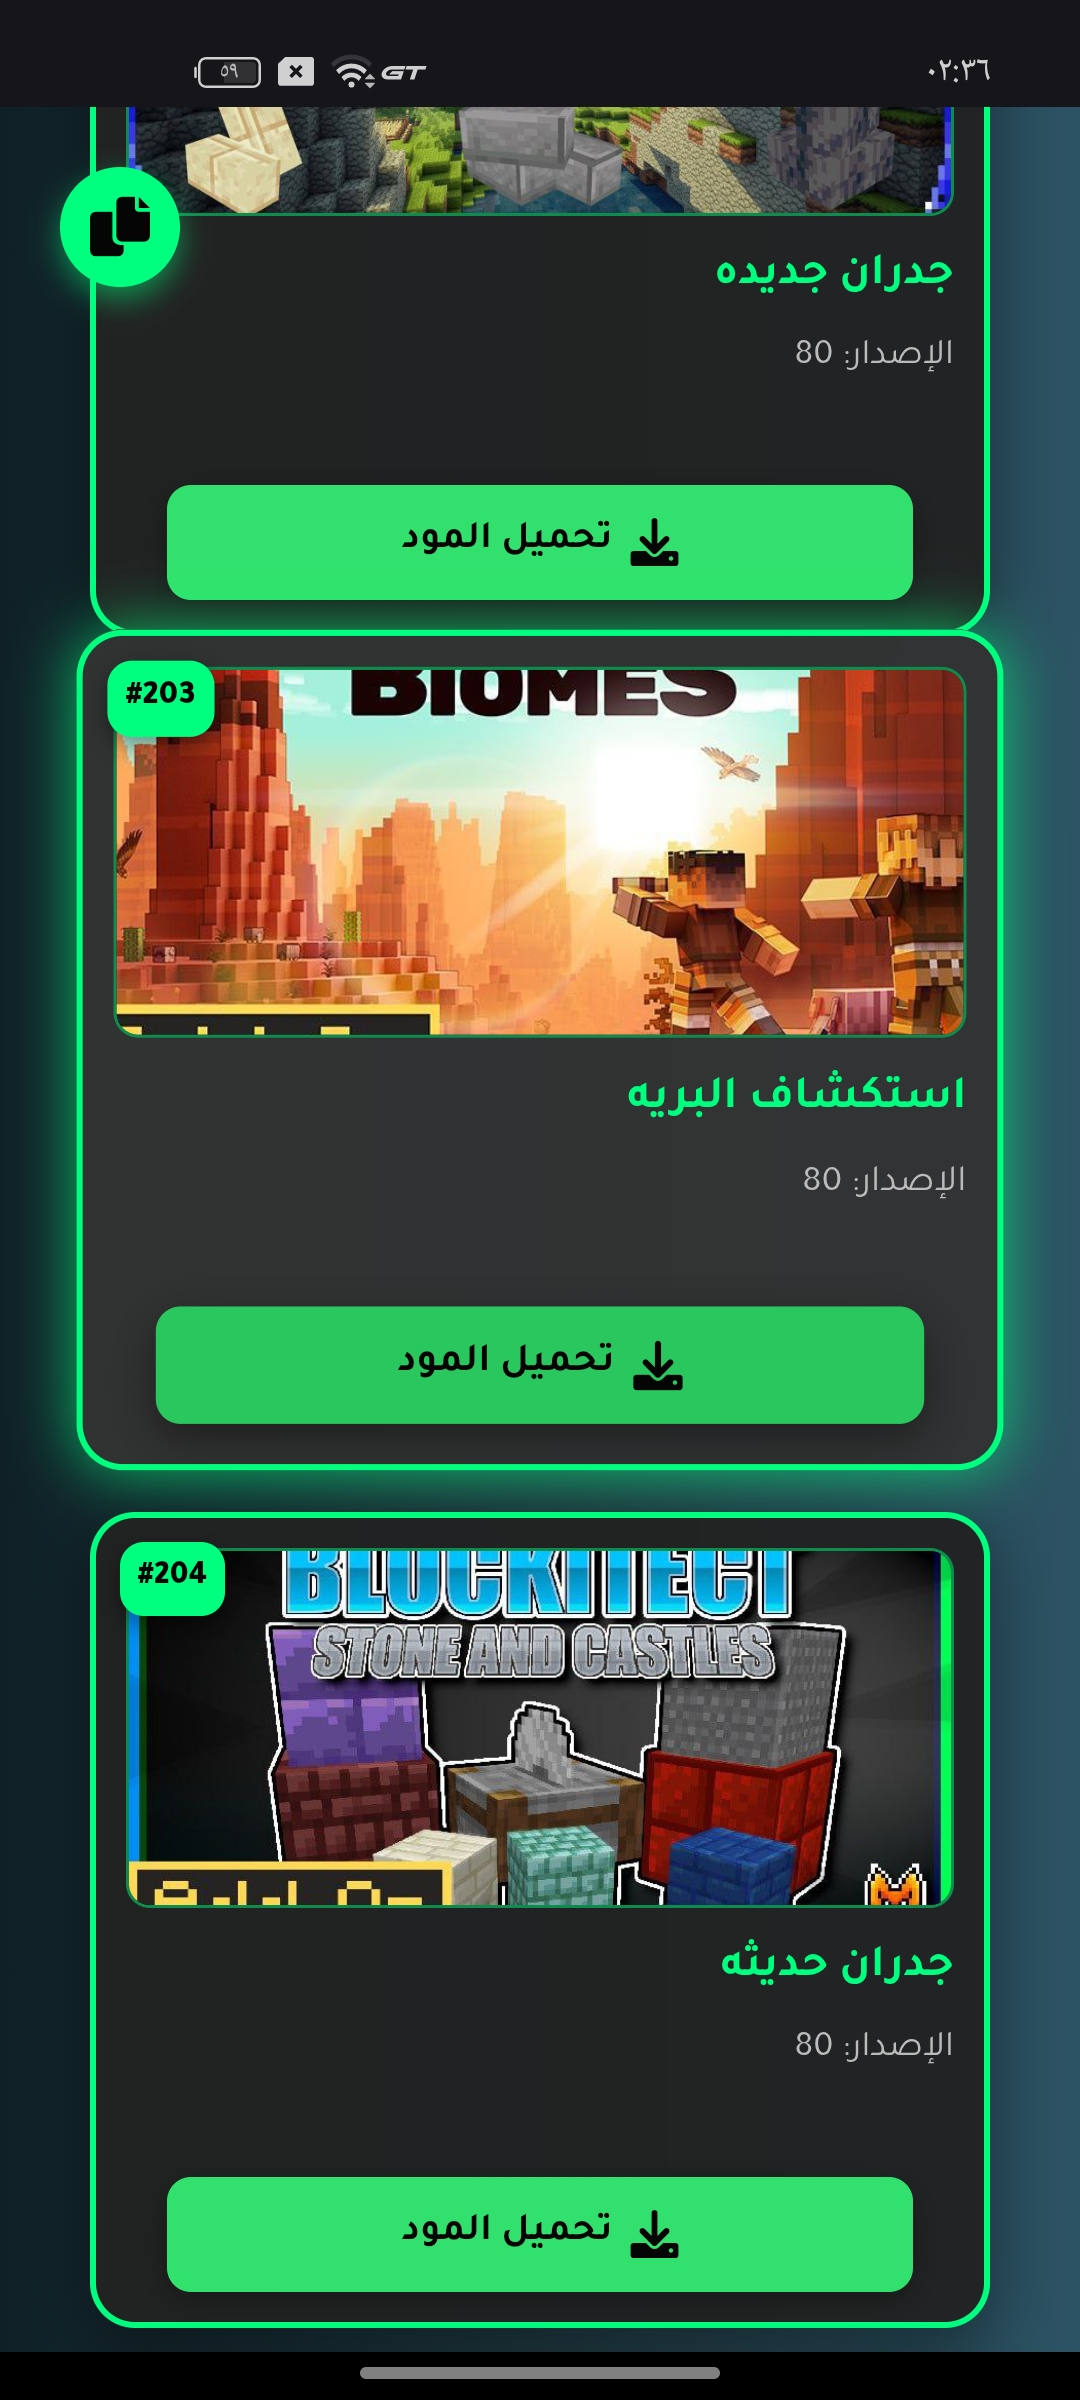 ٠٢:٣٦
GT
٥٩
جدران جديده
الإصدار: 80
تحميل المود
#203
BIOMES
استكشاف البريه
الإصدار: 80
تحميل المود
#204
BLOCKITECT
STONE AND CASTLES
جدران حديثه
الإصدار: 80
تحميل المود